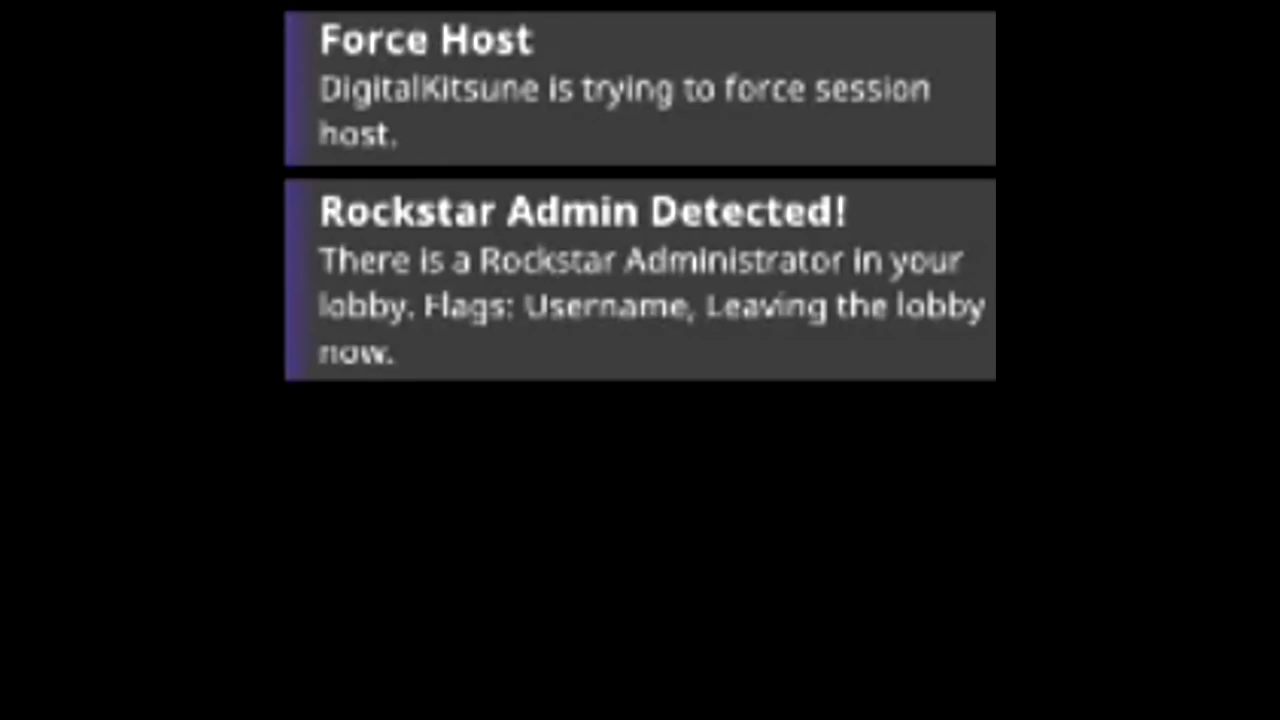 Force Host
DigitalKitsune is trying to force session
host.
Rockstar Admin Detected!
There is a Rockstar Administrator in your
lobby. Flags: Username, Leaving the lobby
now.